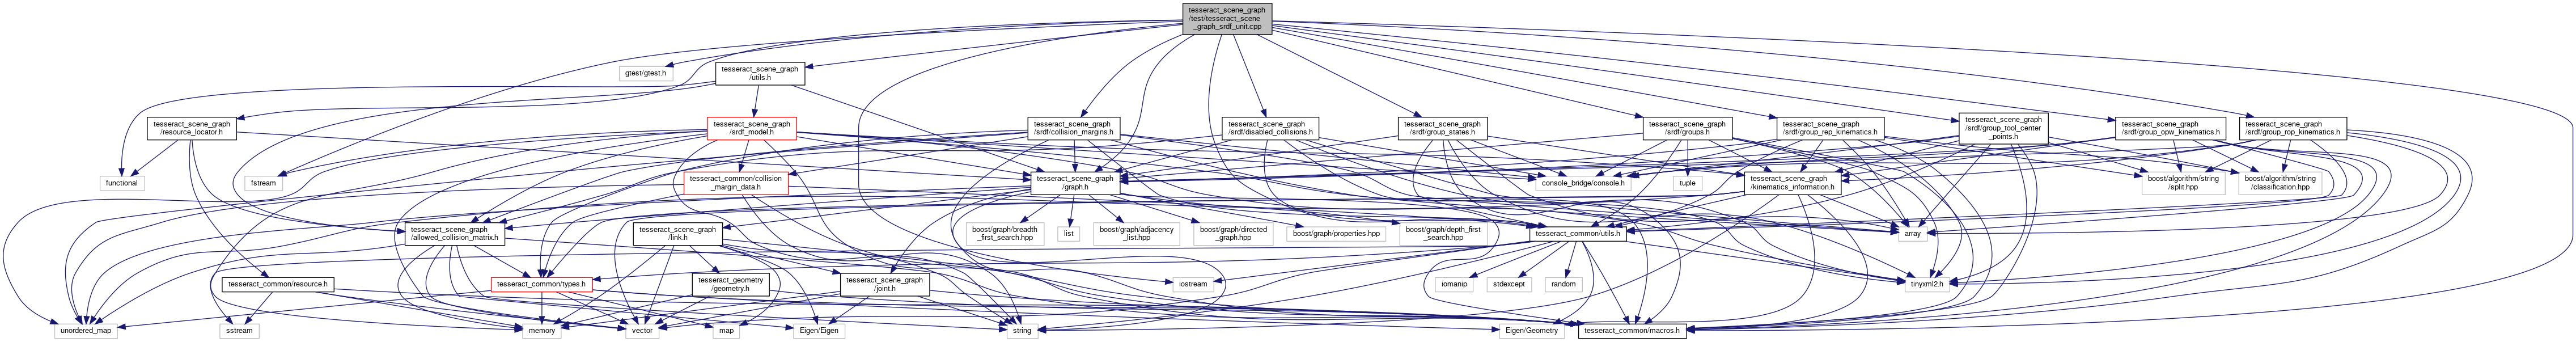 tesseract_scene_graph
/test/tesseract_scene
_graph_srdf_unit.cpp
gtest/gtest.h
tesseract_scene_graph
/utils.h
tesseract_scene_graph
/resource_locator.h
tesseract_scene_graph
/srdf_model.h
tesseract_scene_graph
/srdf/collision_margins.h
tesseract_scene_graph
/srdf/disabled_collisions.h
tesseract_scene_graph
/srdf/group_states.h
tesseract_scene_graph
/srdf/groups.h
tesseract_scene_graph
/srdf/group_rep_kinematics.h
tesseract_scene_graph
/srdf/group_tool_center
_points.h
tesseract_scene_graph
/srdf/group_opw_kinematics.h
tesseract_scene_graph
/srdf/group_rop_kinematics.h
functional
fstream
tesseract_common/collision
_margin_data.h
tesseract_scene_graph
/graph.h
console_bridge/console.h
tuple
tesseract_scene_graph
/kinematics_information.h
boost/algorithm/string
/split.hpp
boost/algorithm/string
/classification.hpp
tesseract_scene_graph
/allowed_collision_matrix.h
tesseract_scene_graph
/link.h
boost/graph/breadth
_first_search.hpp
list
boost/graph/adjacency
_list.hpp
boost/graph/directed
_graph.hpp
boost/graph/properties.hpp
boost/graph/depth_first
_search.hpp
tesseract_common/utils.h
array
tesseract_common/resource.h
tesseract_common/types.h
tesseract_geometry
/geometry.h
tesseract_scene_graph
/joint.h
iostream
iomanip
stdexcept
random
tinyxml2.h
unordered_map
sstream
memory
vector
map
Eigen/Eigen
string
Eigen/Geometry
tesseract_common/macros.h